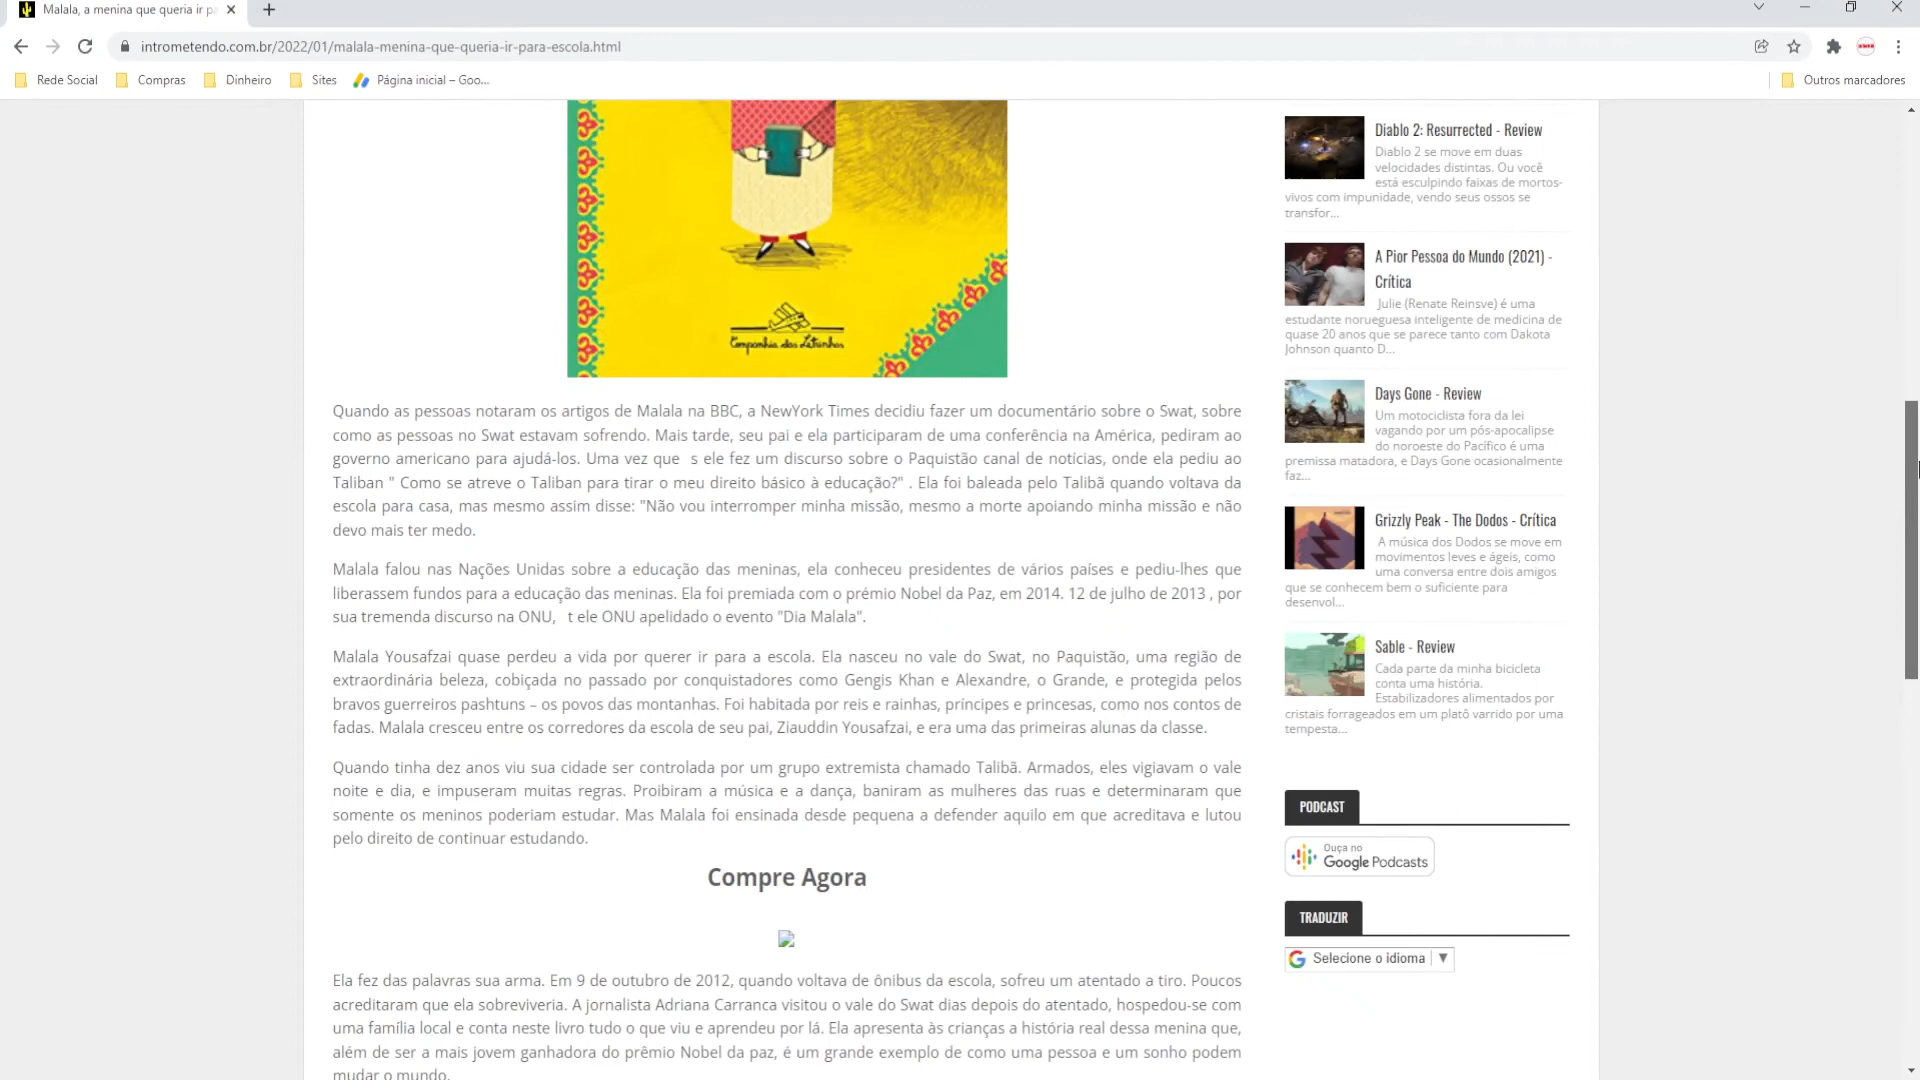 Malala, a menina que queria ir pa
intrometendo.com.br/2022/01/malala-menina-que-queria-ir-para-escola.html
Rede Social
Compras
Dinheiro
Sites
Página inicial – Goo...
Outros marcadores
Companhia das Letrinhas
Quando as pessoas notaram os artigos de Malala na BBC, a NewYork Times decidiu fazer um documentário sobre o Swat, sobre
como as pessoas no Swat estavam sofrendo. Mais tarde, seu pai e ela participaram de uma conferência na América, pediram ao
governo americano para ajudá-los. Uma vez que s ele fez um discurso sobre o Paquistão canal de notícias, onde ela pediu ao
Taliban " Como se atreve o Taliban para tirar o meu direito básico à educação?" . Ela foi baleada pelo Talibã quando voltava da
escola para casa, mas mesmo assim disse: "Não vou interromper minha missão, mesmo a morte apoiando minha missão e não
devo mais ter medo.
Malala falou nas Nações Unidas sobre a educação das meninas, ela conheceu presidentes de vários países e pediu-lhes que
liberassem fundos para a educação das meninas. Ela foi premiada com o prémio Nobel da Paz, em 2014. 12 de julho de 2013 , por
sua tremenda discurso na ONU, t ele ONU apelidado o evento "Dia Malala".
Malala Yousafzai quase perdeu a vida por querer ir para a escola. Ela nasceu no vale do Swat, no Paquistão, uma região de
extraordinária beleza, cobiçada no passado por conquistadores como Gengis Khan e Alexandre, o Grande, e protegida pelos
bravos guerreiros pashtuns – os povos das montanhas. Foi habitada por reis e rainhas, príncipes e princesas, como nos contos de
fadas. Malala cresceu entre os corredores da escola de seu pai, Ziauddin Yousafzai, e era uma das primeiras alunas da classe.
Quando tinha dez anos viu sua cidade ser controlada por um grupo extremista chamado Talibã. Armados, eles vigiavam o vale
noite e dia, e impuseram muitas regras. Proibiram a música e a dança, baniram as mulheres das ruas e determinaram que
somente os meninos poderiam estudar. Mas Malala foi ensinada desde pequena a defender aquilo em que acreditava e lutou
pelo direito de continuar estudando.
Compre Agora
Ela fez das palavras sua arma. Em 9 de outubro de 2012, quando voltava de ônibus da escola, sofreu um atentado a tiro. Poucos
acreditaram que ela sobreviveria. A jornalista Adriana Carranca visitou o vale do Swat dias depois do atentado, hospedou-se com
uma família local e conta neste livro tudo o que viu e aprendeu por lá. Ela apresenta às crianças a história real dessa menina que,
além de ser a mais jovem ganhadora do prêmio Nobel da paz, é um grande exemplo de como uma pessoa e um sonho podem
mudar o mundo.
Diablo 2: Resurrected - Review
Diablo 2 se move em duas
velocidades distintas. Ou você
está esculpindo faixas de mortos-
vivos com impunidade, vendo seus ossos se
transfor...
A Pior Pessoa do Mundo (2021) -
Crítica
Julie (Renate Reinsve) é uma
estudante norueguesa inteligente de medicina de
quase 20 anos que se parece tanto com Dakota
Johnson quanto D...
Days Gone - Review
Um motociclista fora da lei
vagando por um pós-apocalipse
do noroeste do Pacífico é uma
premissa matadora, e Days Gone ocasionalmente
faz...
Grizzly Peak - The Dodos - Crítica
A música dos Dodos se move em
movimentos leves e ágeis, como
uma conversa entre dois amigos
que se conhecem bem o suficiente para
desenvol...
Sable - Review
Cada parte da minha bicicleta
conta uma história.
Estabilizadores alimentados por
cristais forrageados em um platô varrido por uma
tempesta...
PODCAST
Ouça no
Google Podcasts
TRADUZIR
Selecione o idioma